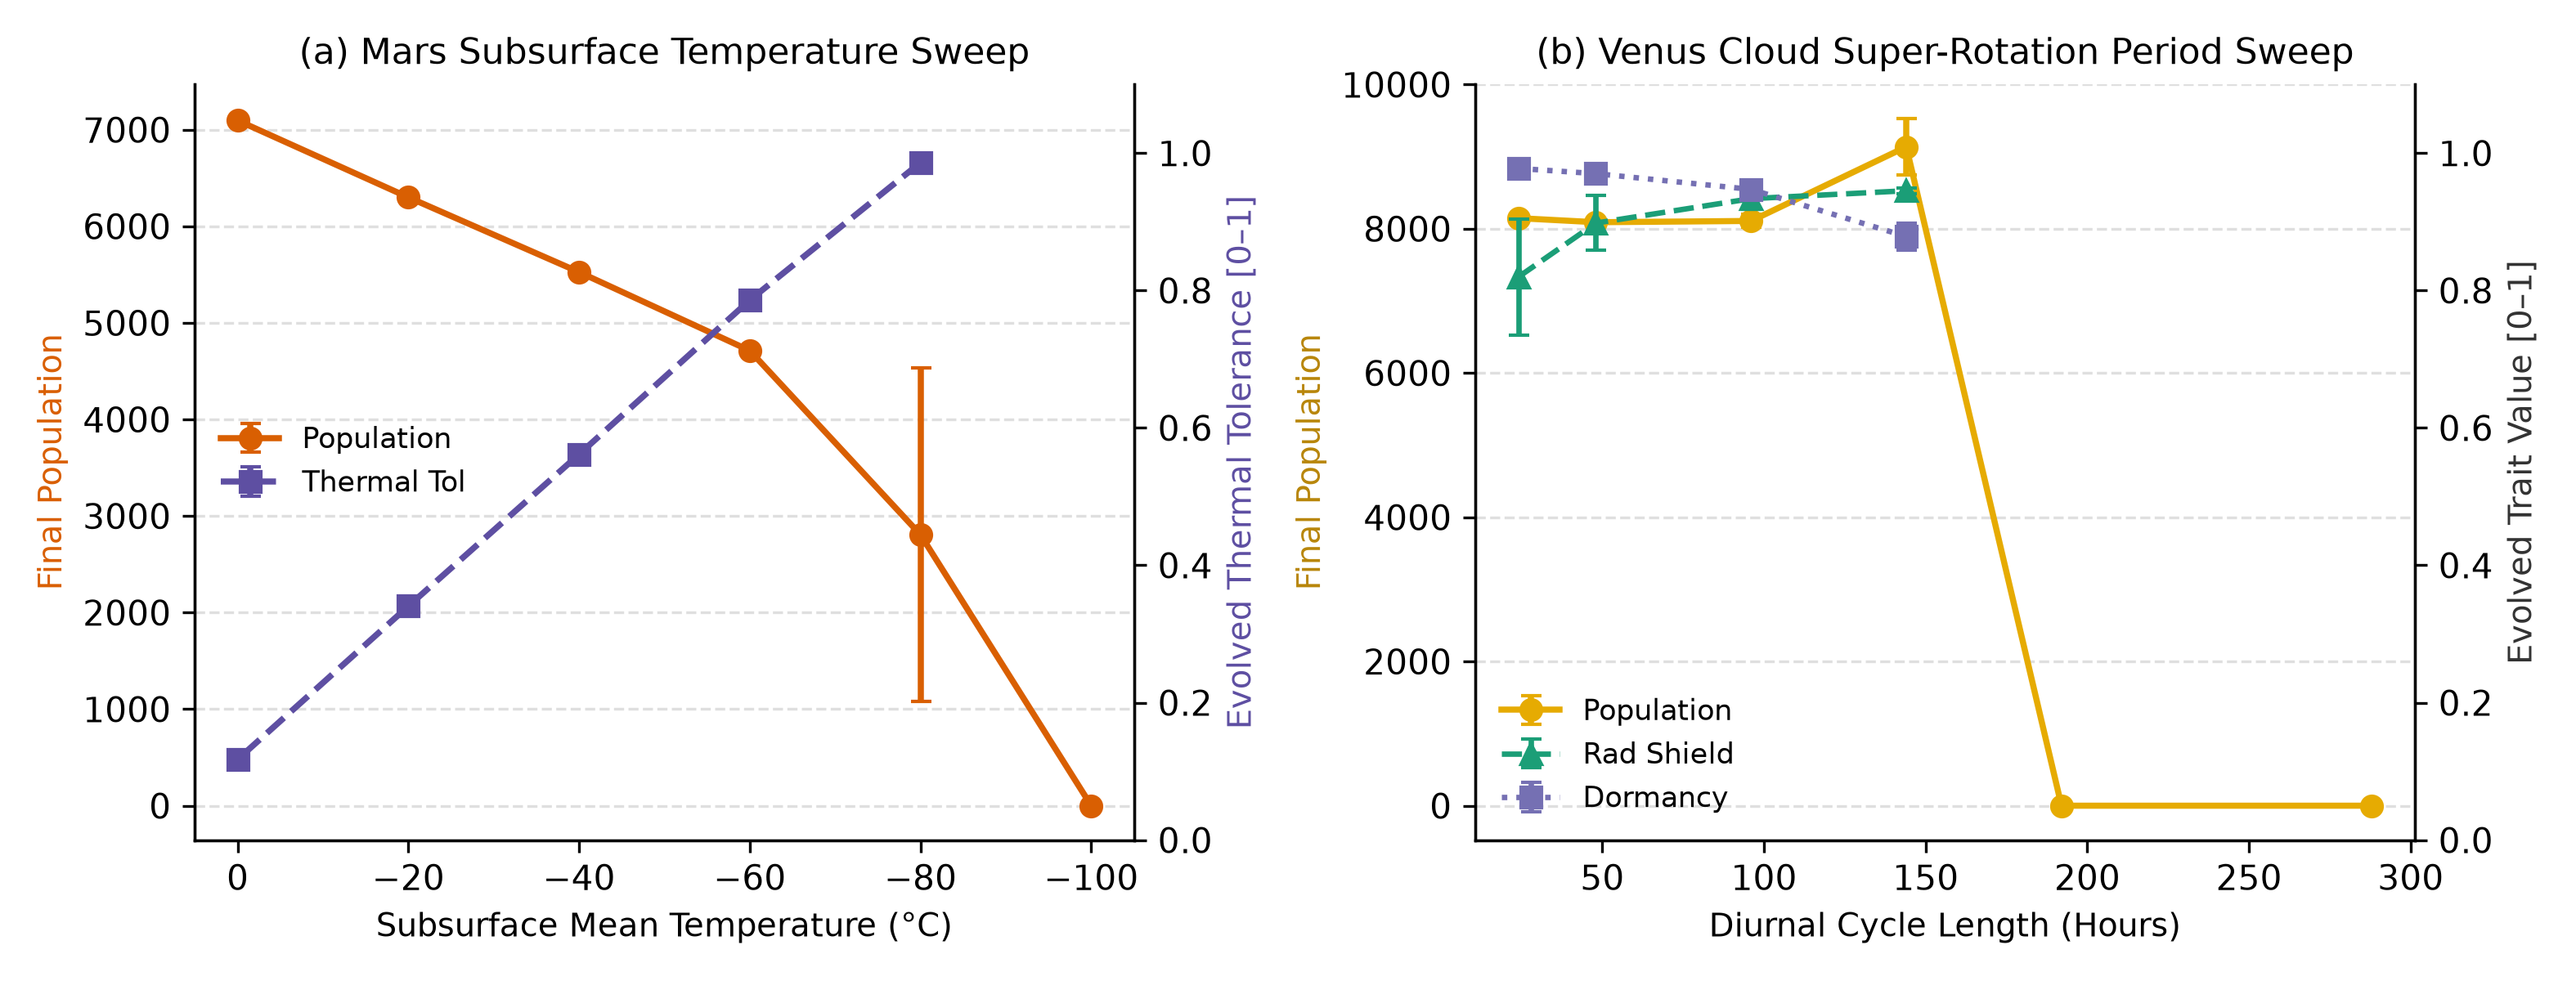 (a) Mars Subsurface Temperature Sweep
7000
6000
5000
4000
3000
2000
1000
0
Final Population
Population
Thermal Tol
1.0
0.8
0.6
0.4
0.2
0.0
Evolved Thermal Tolerance [0–1]
0 −20 −40 −60 −80 −100
Subsurface Mean Temperature (°C)
(b) Venus Cloud Super-Rotation Period Sweep
10000
8000
6000
4000
2000
0
Final Population
Population
Rad Shield
Dormancy
1.0
0.8
0.6
0.4
0.2
0.0
Evolved Trait Value [0–1]
50 100 150 200 250 300
Diurnal Cycle Length (Hours)